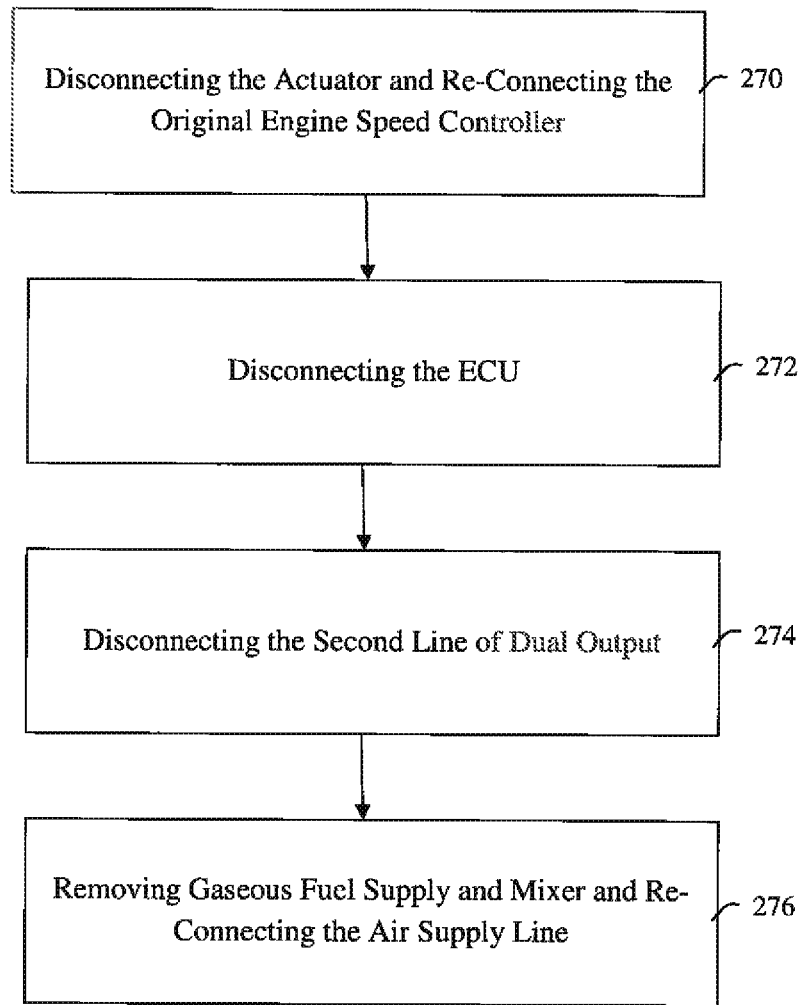 Disconnecting the Actuator and Re-Connecting the
Original Engine Speed Controller
270
Disconnecting the ECU
272
Disconnecting the Second Line of Dual Output
274
Removing Gaseous Fuel Supply and Mixer and Re-
Connecting the Air Supply Line
276